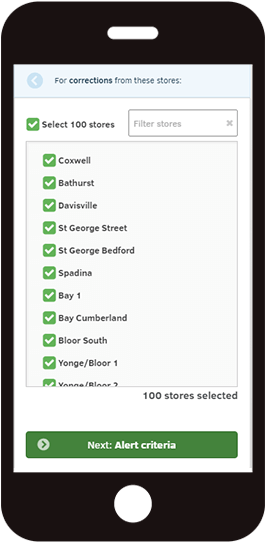 For corrections from these stores:
Select 100 stores
Filter stores
Coxwell
Bathurst
Davisville
St George Street
St George Bedford
Spadina
Bay 1
Bay Cumberland
Bloor South
Yonge/Bloor 1
Yonge/Bloor 2
100 stores selected
Next: Alert criteria